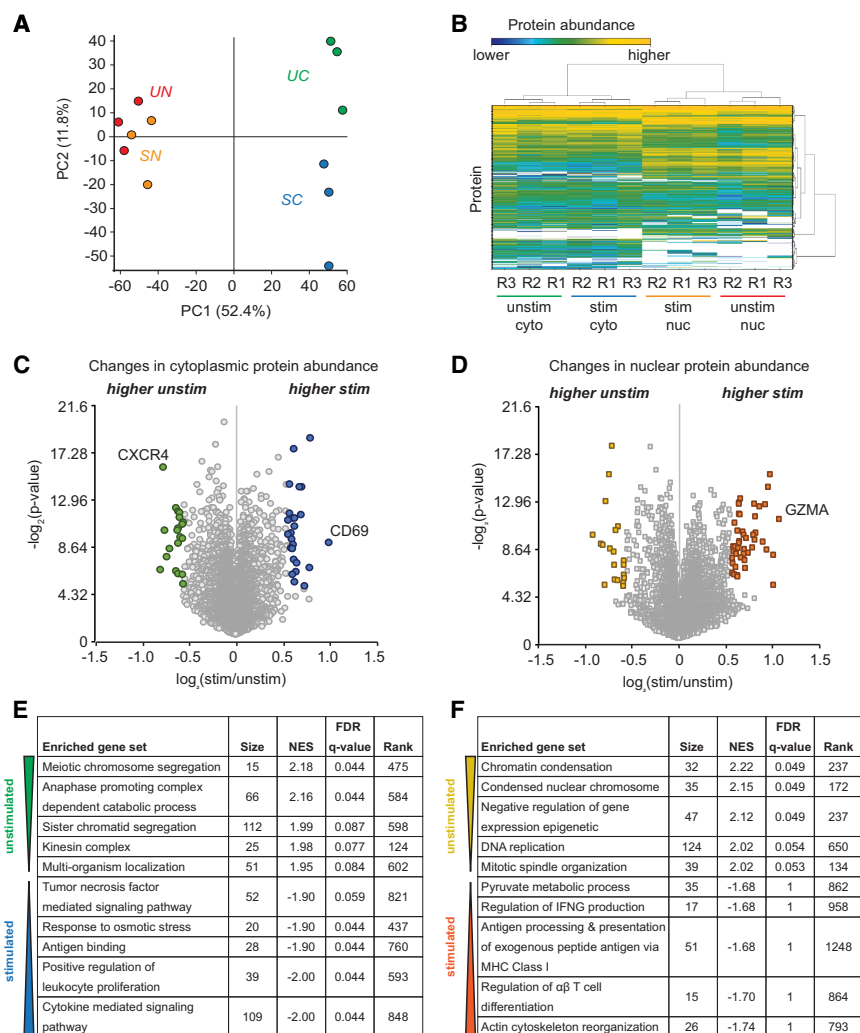 A
40
30
20
10
0
-10
-20
-30
-40
-50
PC2 (11.8%)
UN
SN
UC
SC
-60 -40 -20 0 20 40 60
PC1 (52.4%)
B
Protein abundance
lower higher
Protein
R3 R2 R1 R2 R1 R3 R2 R1 R3 R2 R1 R3
unstim cyto
stim cyto
stim nuc
unstim nuc
C
Changes in cytoplasmic protein abundance
higher unstim higher stim
21.6
17.28
12.96
8.64
4.32
0
-log2(p-value)
CXCR4
CD69
-1.5 -1.0 -0.5 0 0.5 1.0 1.5
log2(stim/unstim)
D
Changes in nuclear protein abundance
higher unstim higher stim
21.6
17.28
12.96
8.64
4.32
0
-log2(p-value)
GZMA
-1.5 -1.0 -0.5 0 0.5 1.0 1.5
log2(stim/unstim)
E
unstimulated
stimulated
FDR
Enriched gene set Size NES q-value Rank
Meiotic chromosome segregation 15 2.18 0.044 475
Anaphase promoting complex
dependent catabolic process 66 2.16 0.044 584
Sister chromatid segregation 112 1.99 0.087 598
Kinesin complex 25 1.98 0.077 124
Multi-organism localization 51 1.95 0.084 602
Tumor necrosis factor
mediated signaling pathway 52 -1.90 0.059 821
Response to osmotic stress 20 -1.90 0.044 437
Antigen binding 28 -1.90 0.044 760
Positive regulation of
leukocyte proliferation 39 -2.00 0.044 593
Cytokine mediated signaling
pathway 109 -2.00 0.044 848
F
unstimulated
stimulated
FDR
Enriched gene set Size NES q-value Rank
Chromatin condensation 32 2.22 0.049 237
Condensed nuclear chromosome 35 2.15 0.049 172
Negative regulation of gene
expression epigenetic 47 2.12 0.049 237
DNA replication 124 2.02 0.054 650
Mitotic spindle organization 39 2.02 0.053 134
Pyruvate metabolic process 35 -1.68 1 862
Regulation of IFNG production 17 -1.68 1 958
Antigen processing & presentation
of exogenous peptide antigen via 51 -1.68 1 1248
MHC Class I
Regulation of αβ T cell
differentiation 15 -1.70 1 864
Actin cytoskeleton reorganization 26 -1.74 1 793